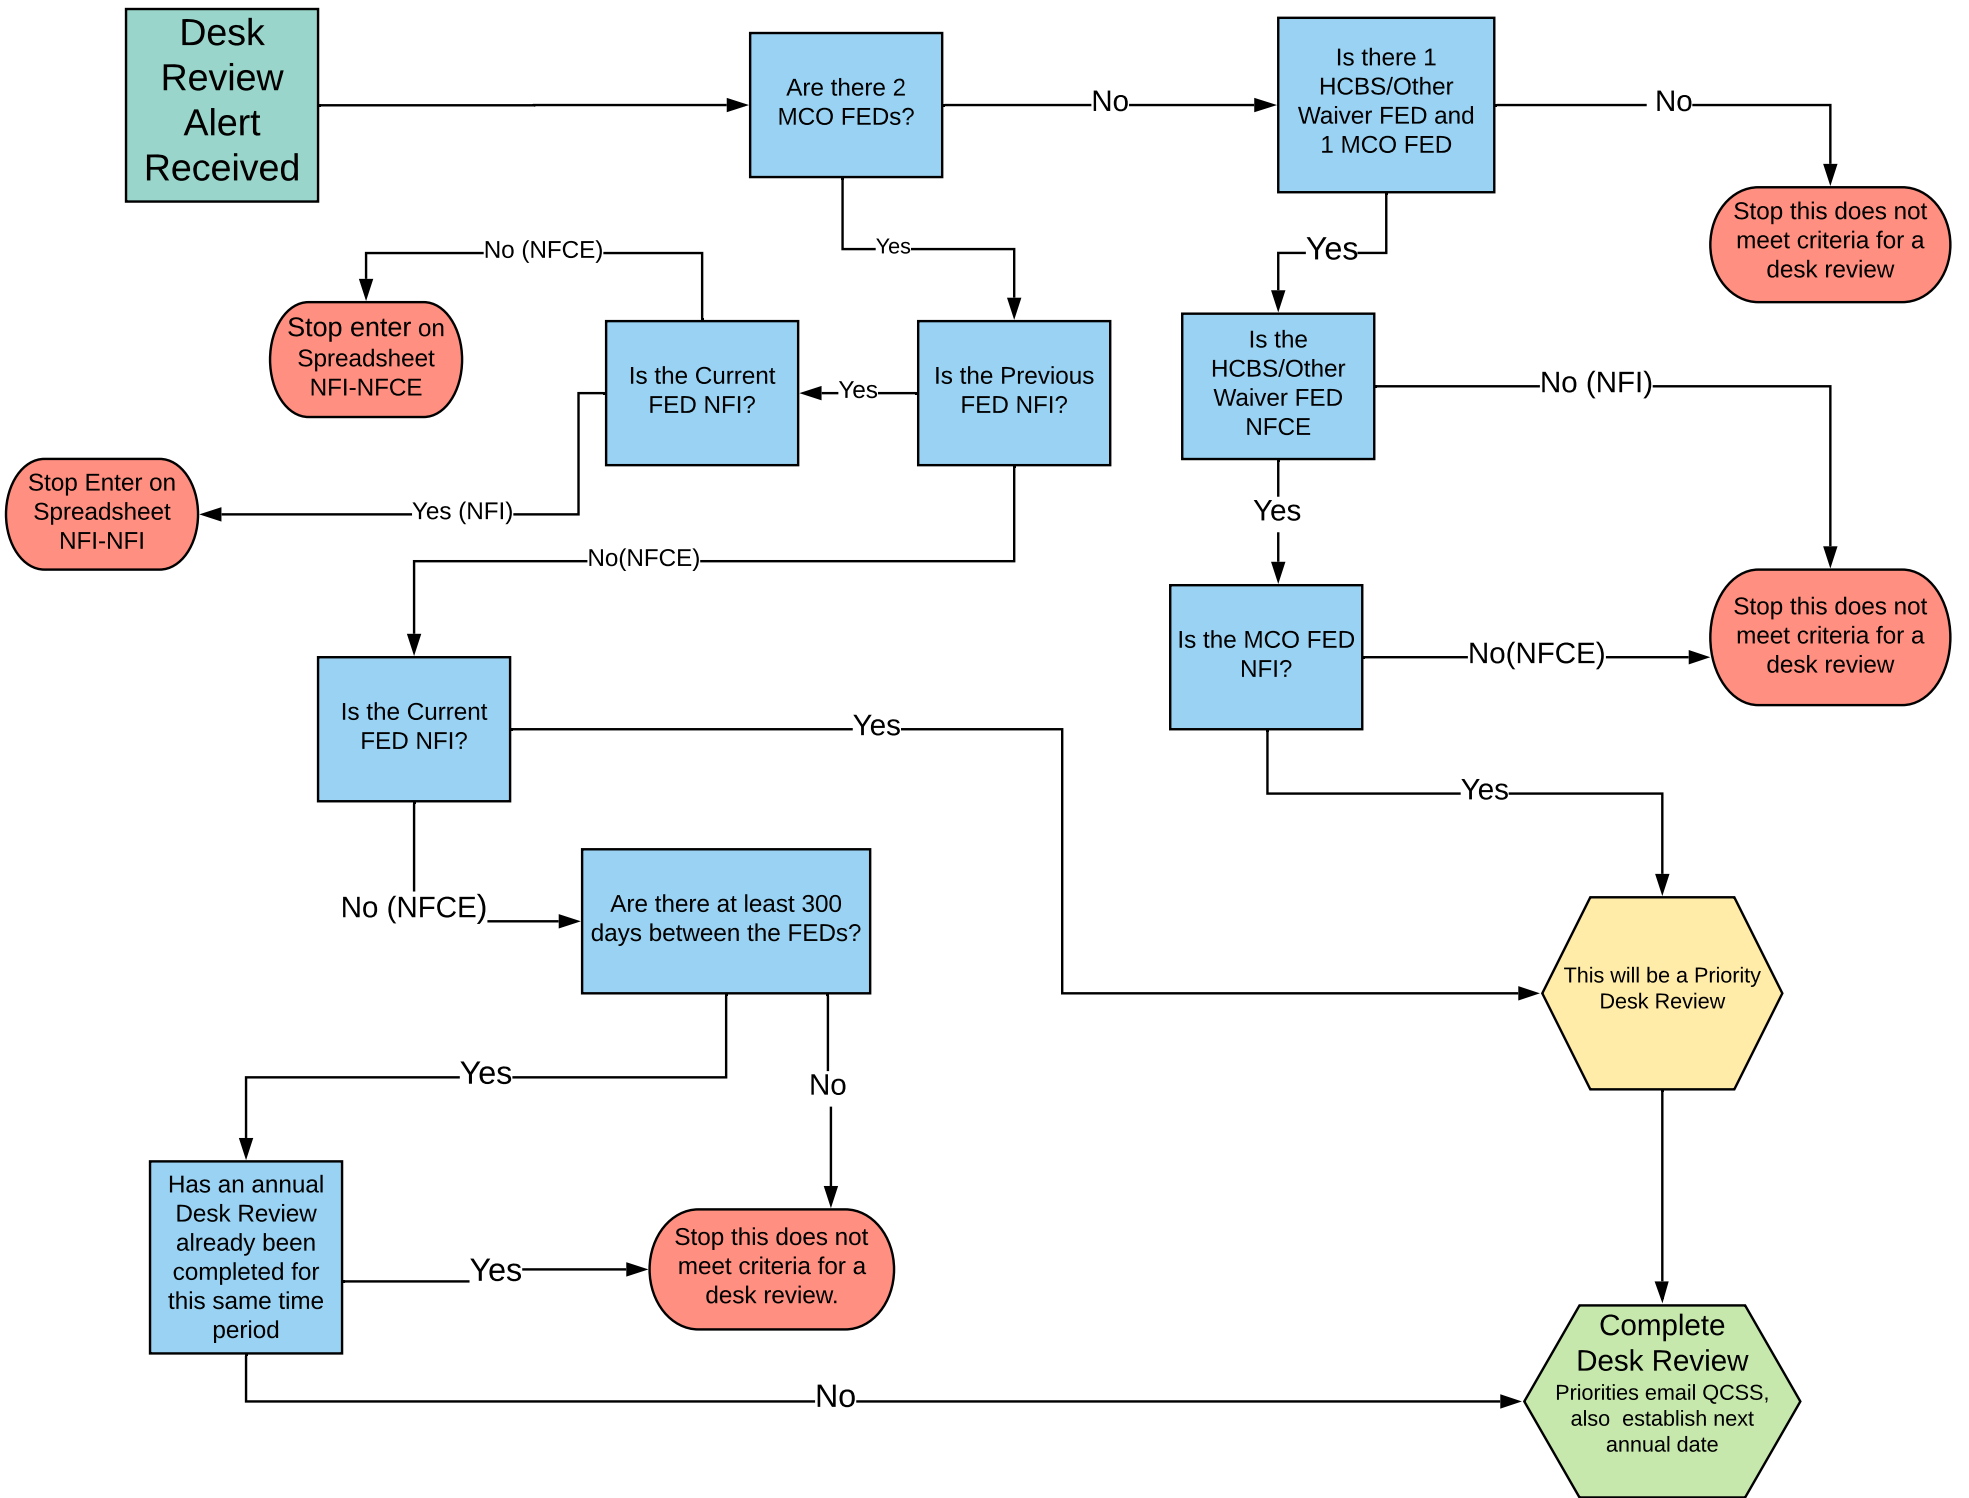 Desk
Review
Alert
Received
Are there 2
MCO FEDs?
No
Is there 1
HCBS/Other
Waiver FED and
1 MCO FED
No
Stop this does not
meet criteria for a
desk review
Yes
Yes
No (NFCE)
Stop enter on
Spreadsheet
NFI-NFCE
Is the Current
FED NFI?
Yes
Is the Previous
FED NFI?
Is the
HCBS/Other
Waiver FED
NFCE
No (NFI)
Stop Enter on
Spreadsheet
NFI-NFI
Yes (NFI)
Yes
No(NFCE)
Is the MCO FED
NFI?
No(NFCE)
Stop this does not
meet criteria for a
desk review
Is the Current
FED NFI?
Yes
Yes
No (NFCE)
Are there at least 300
days between the FEDs?
This will be a Priority
Desk Review
Yes
No
Has an annual
Desk Review
already been
completed for
this same time
period
Yes
Stop this does not
meet criteria for a
desk review.
No
Complete
Desk Review
Priorities email QCSS,
also  establish next
annual date